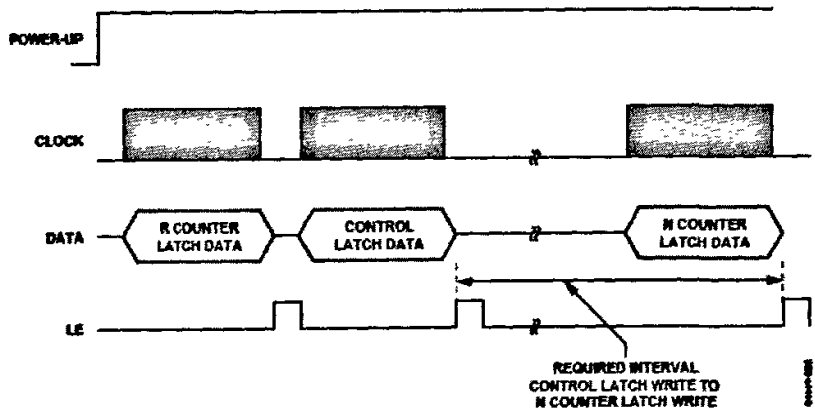 POWER-UP
CLOCK
DATA
R COUNTER
LATCH DATA
CONTROL
LATCH DATA
N COUNTER
LATCH DATA
LE
REQUIRED INTERVAL
CONTROL LATCH WRITE TO
N COUNTER LATCH WRITE